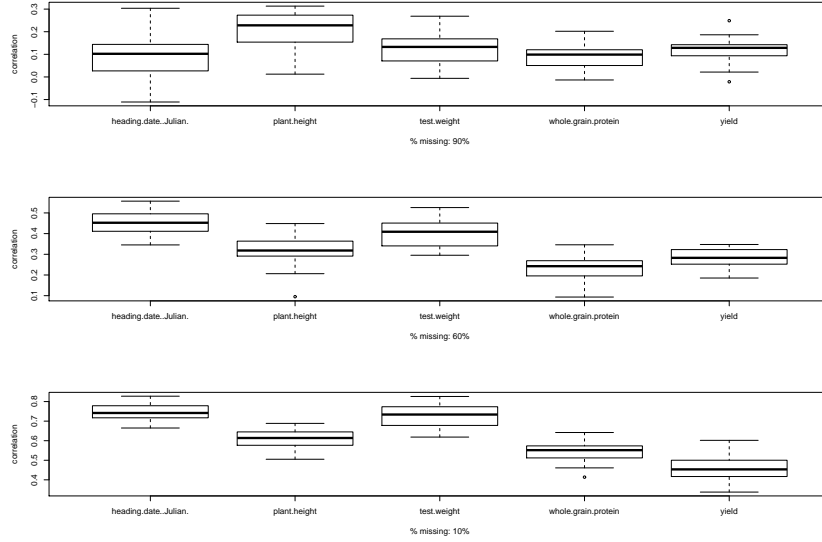 correlation
0.3
0.2
0.1
0.0
−0.1
heading.date..Julian. plant.height test.weight whole.grain.protein yield
% missing: 90%
correlation
0.5
0.4
0.3
0.2
0.1
heading.date..Julian. plant.height test.weight whole.grain.protein yield
% missing: 60%
correlation
0.8
0.7
0.6
0.5
0.4
heading.date..Julian. plant.height test.weight whole.grain.protein yield
% missing: 10%